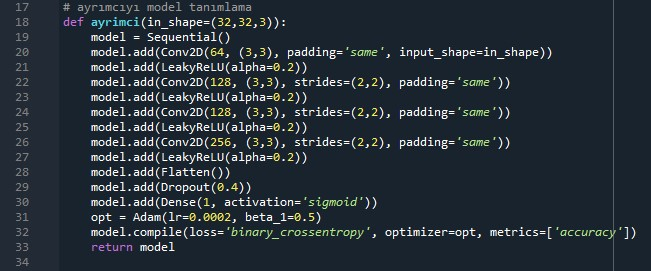 17 # ayrımcıyı model tanımlama
18 def ayrimci(in_shape=(32,32,3)):
19     model = Sequential()
20     model.add(Conv2D(64, (3,3), padding='same', input_shape=in_shape))
21     model.add(LeakyReLU(alpha=0.2))
22     model.add(Conv2D(128, (3,3), strides=(2,2), padding='same'))
23     model.add(LeakyReLU(alpha=0.2))
24     model.add(Conv2D(128, (3,3), strides=(2,2), padding='same'))
25     model.add(LeakyReLU(alpha=0.2))
26     model.add(Conv2D(256, (3,3), strides=(2,2), padding='same'))
27     model.add(LeakyReLU(alpha=0.2))
28     model.add(Flatten())
29     model.add(Dropout(0.4))
30     model.add(Dense(1, activation='sigmoid'))
31     opt = Adam(lr=0.0002, beta_1=0.5)
32     model.compile(loss='binary_crossentropy', optimizer=opt, metrics=['accuracy'])
33     return model
34